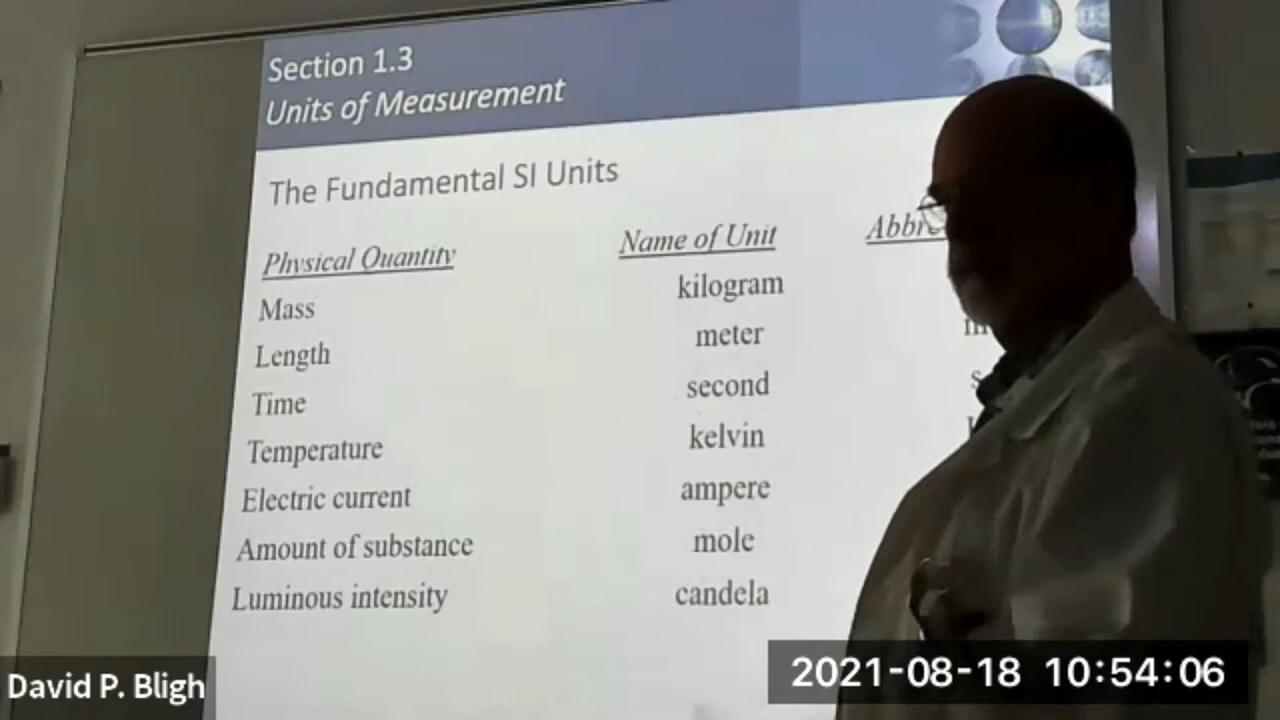 Section 1.3
Units of Measurement
The Fundamental SI Units
Physical Quantity Name of Unit
Mass kilogram
Length meter
Time second
Temperature kelvin
Electric current ampere
Amount of substance mole
Luminous intensity candela
David P. Bligh
2021-08-18 10:54:06